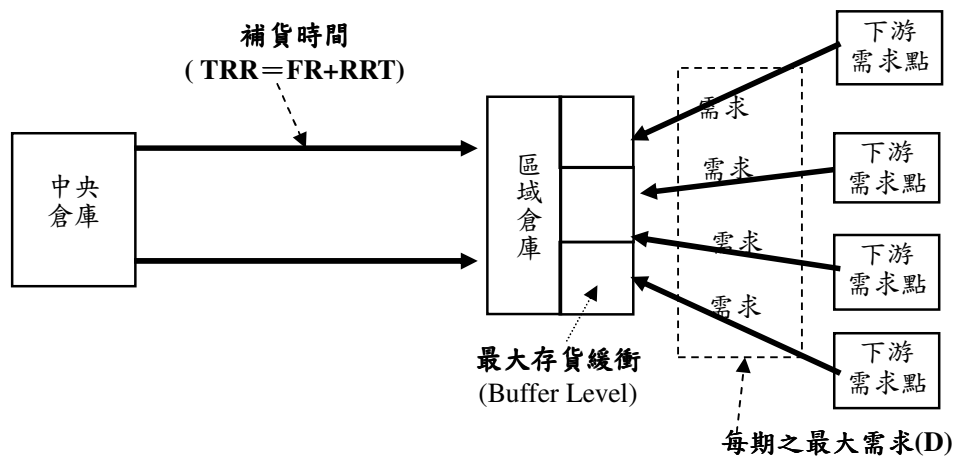 補貨時間
( TRR＝FR+RRT)
中央
倉庫
區
域
倉
庫
需求
需求
需求
需求
下游
需求點
下游
需求點
下游
需求點
下游
需求點
最大存貨緩衝
(Buffer Level)
每期之最大需求(D)